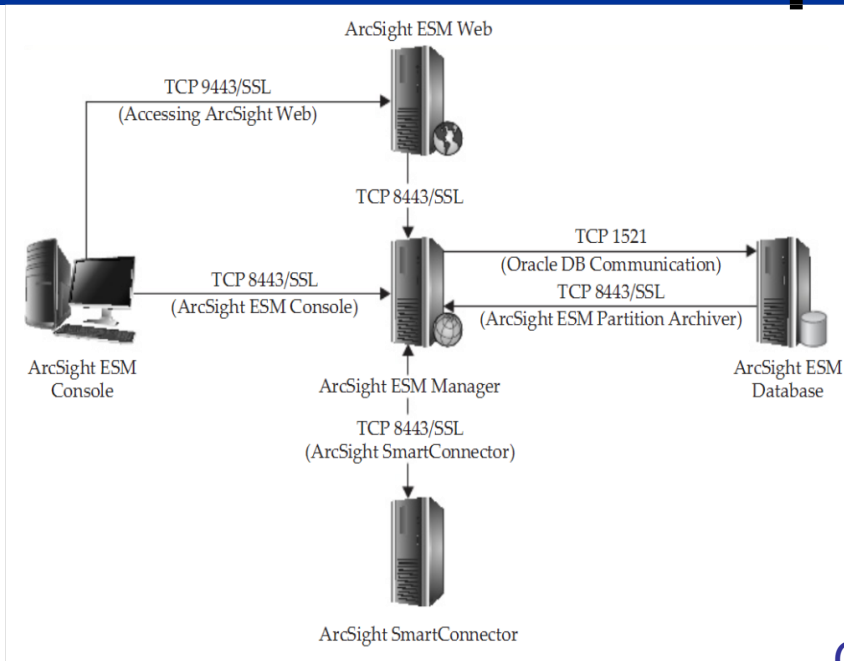 ArcSight ESM Web
TCP 9443/SSL
(Accessing ArcSight Web)
TCP 8443/SSL
TCP 1521
(Oracle DB Communication)
TCP 8443/SSL
(ArcSight ESM Console)
TCP 8443/SSL
(ArcSight ESM Partition Archiver)
ArcSight ESM
Console
ArcSight ESM Manager
ArcSight ESM
Database
TCP 8443/SSL
(ArcSight SmartConnector)
ArcSight SmartConnector